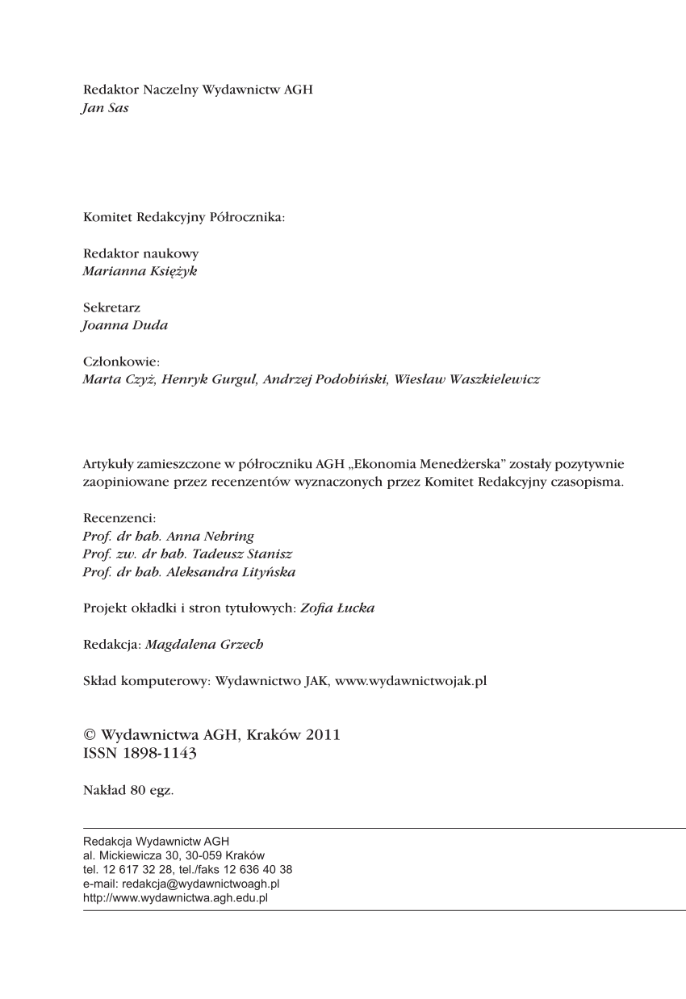 Redaktor Naczelny Wydawnictw AGH
Jan Sas
Komitet Redakcyjny Półrocznika:
Redaktor naukowy
Marianna Księżyk
Sekretarz
Joanna Duda
Członkowie:
Marta Czyż, Henryk Gurgul, Andrzej Podobiński, Wiesław Waszkielewicz
Artykuły zamieszczone w półroczniku AGH „Ekonomia Menedżerska” zostały pozytywnie
zaopiniowane przez recenzentów wyznaczonych przez Komitet Redakcyjny czasopisma.
Recenzenci:
Prof. dr hab. Anna Nehring
Prof. zw. dr hab. Tadeusz Stanisz
Prof. dr hab. Aleksandra Lityńska
Projekt okładki i stron tytułowych: Zofia Łucka
Redakcja: Magdalena Grzech
Skład komputerowy: Wydawnictwo JAK, www.wydawnictwojak.pl
© Wydawnictwa AGH, Kraków 2011
ISSN 1898-1143
Nakład 80 egz.
Redakcja Wydawnictw AGH
al. Mickiewicza 30, 30-059 Kraków
tel. 12 617 32 28, tel./faks 12 636 40 38
e-mail: redakcja@wydawnictwoagh.pl
http://www.wydawnictwa.agh.edu.pl